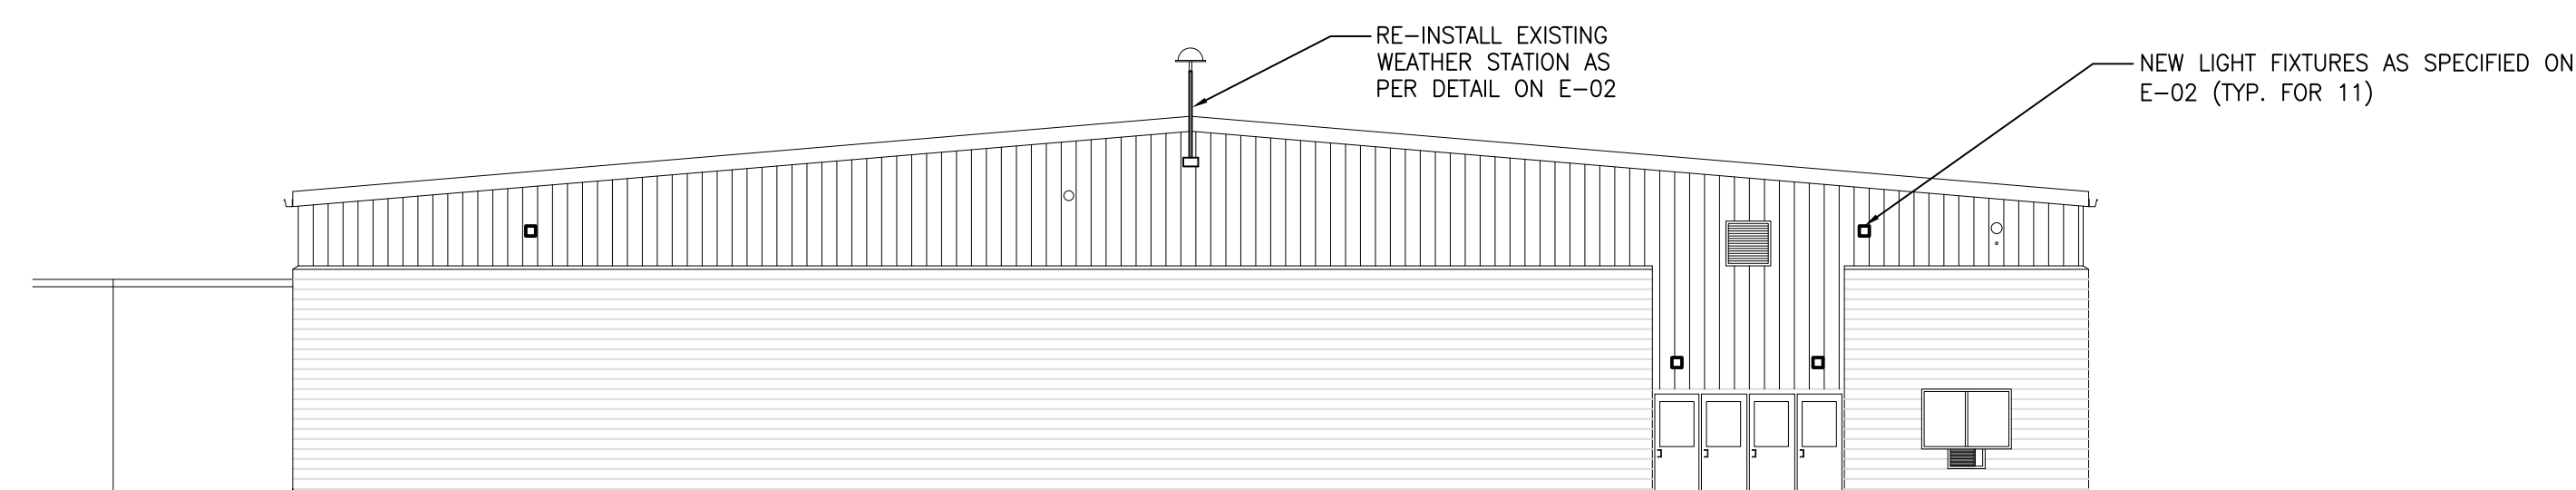 RE-INSTALL EXISTING
WEATHER STATION AS
PER DETAIL ON E-02
NEW LIGHT FIXTURES AS SPECIFIED ON
E-02 (TYP. FOR 11)